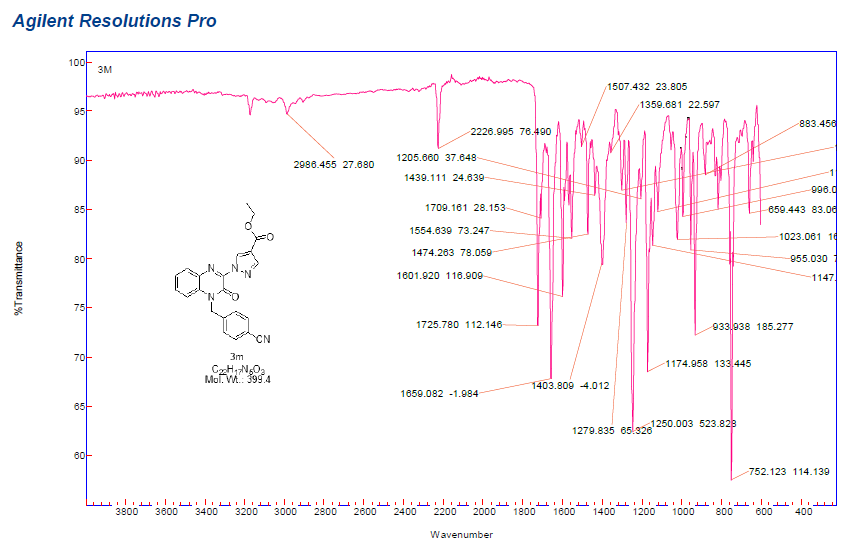 Agilent Resolutions Pro
3M
100
95
90
85
80
75
70
65
60
%Transmittance
1507.432 23.805
1359.681 22.597
883.456
2226.995 76.490
1205.660 37.648
2986.455 27.680
1439.111 24.639
996.0
1709.161 28.153
659.443 83.06
1554.639 73.247
1023.061 16
1474.263 78.059
955.030 7
1601.920 116.909
1147.
1725.780 112.146
933.938 185.277
1174.958 133.445
1403.809 -4.012
1659.082 -1.984
1279.835 65.326
1250.003 523.828
752.123 114.139
O
O
N
N
N
N
O
CN
3m
C22H17N5O3
Mol. Wt.: 399.4
3800 3600 3400 3200 3000 2800 2600 2400 2200 2000 1800 1600 1400 1200 1000 800 600 400
Wavenumber